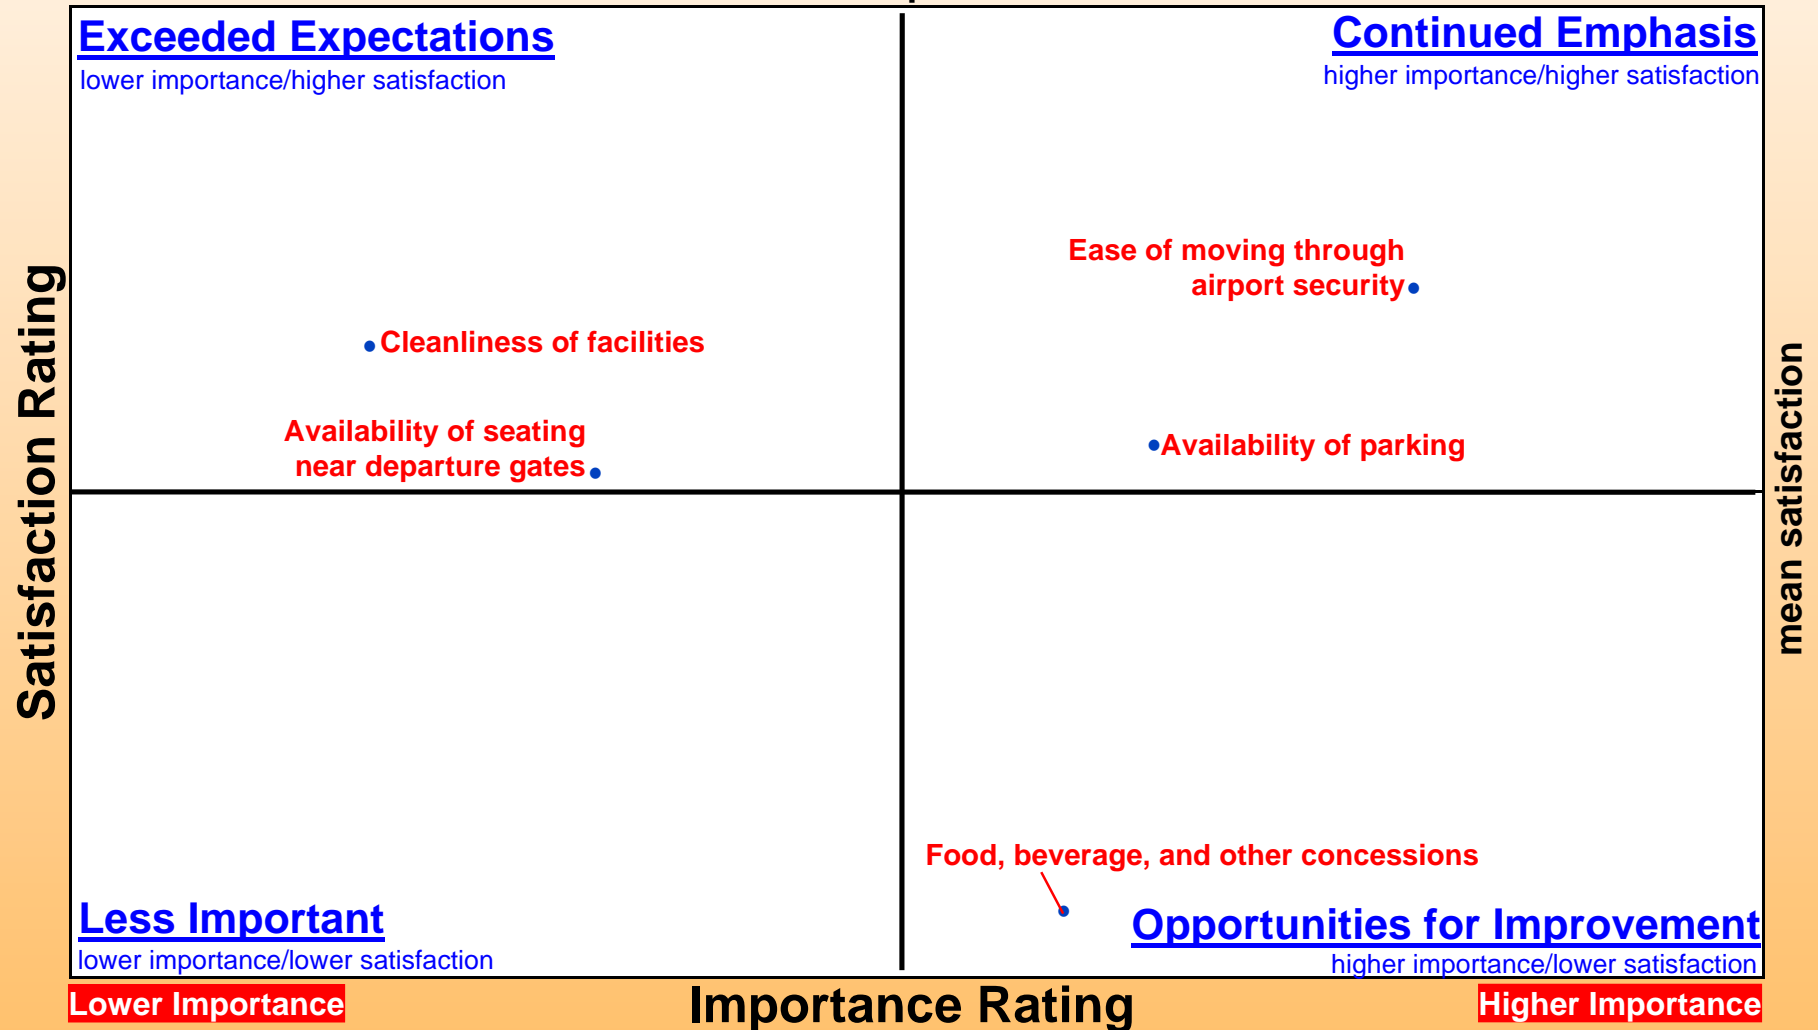 Exceeded Expectations
lower importance/higher satisfaction
Continued Emphasis
higher importance/higher satisfaction
Ease of moving through
airport security
Cleanliness of facilities
Availability of seating
near departure gates
Availability of parking
Satisfaction Rating
mean satisfaction
Food, beverage, and other concessions
Less Important
lower importance/lower satisfaction
Opportunities for Improvement
higher importance/lower satisfaction
Lower Importance
Importance Rating
Higher Importance